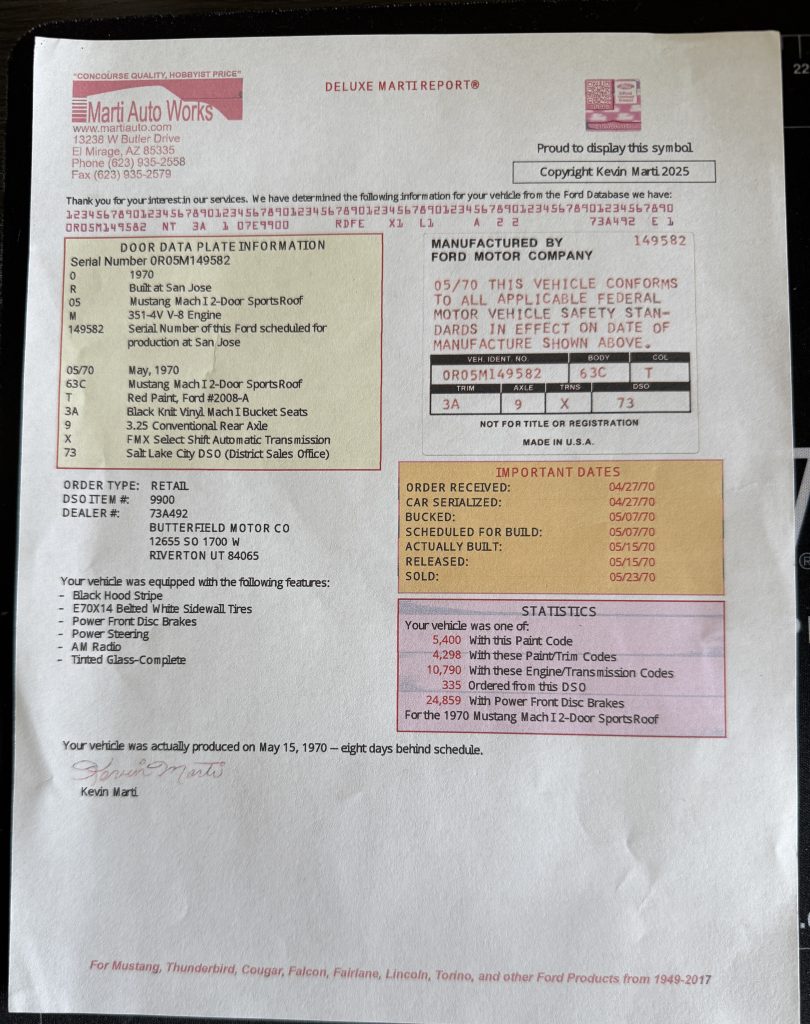 "CONCOURSE QUALITY, HOBBYIST PRICE"
Marti Auto Works
www.martiauto.com
13238 W Butler Drive
El Mirage, AZ 85335
Phone (623) 935-2558
Fax (623) 935-2579
DELUXE MARTI REPORT®
Proud to display this symbol
Copyright Kevin Marti 2025
Thank you for your interest in our services. We have determined the following information for your vehicle from the Ford Database we have:
12345678901234567890123456789012345678901234567890123456789012345678901234567890
0R05M149582 NT 3A 1 07E9900 RDFE X1 L1 A 2 2 73A492 E 1
DOOR DATA PLATE INFORMATION
Serial Number 0R05M149582
0 1970
R Built at San Jose
05 Mustang Mach I 2-Door SportsRoof
M 351-4V V-8 Engine
149582 Serial Number of this Ford scheduled for
production at San Jose
05/70 May, 1970
63C Mustang Mach I 2-Door SportsRoof
T Red Paint, Ford #2008-A
3A Black Knit Vinyl Mach I Bucket Seats
9 3.25 Conventional Rear Axle
X FMX Select Shift Automatic Transmission
73 Salt Lake City DSO (District Sales Office)
MANUFACTURED BY 149582
FORD MOTOR COMPANY
05/70 THIS VEHICLE CONFORMS
TO ALL APPLICABLE FEDERAL
MOTOR VEHICLE SAFETY STAN-
DARDS IN EFFECT ON DATE OF
MANUFACTURE SHOWN ABOVE.
VEH. IDENT. NO. BODY COL
0R05M149582 63C T
TRIM AXLE TRNS DSO
3A 9 X 73
NOT FOR TITLE OR REGISTRATION
MADE IN U.S.A.
ORDER TYPE: RETAIL
DSO ITEM #: 9900
DEALER #: 73A492
BUTTERFIELD MOTOR CO
12655 SO 1700 W
RIVERTON UT 84065
IMPORTANT DATES
ORDER RECEIVED: 04/27/70
CAR SERIALIZED: 04/27/70
BUCKED: 05/07/70
SCHEDULED FOR BUILD: 05/07/70
ACTUALLY BUILT: 05/15/70
RELEASED: 05/15/70
SOLD: 05/23/70
Your vehicle was equipped with the following features:
- Black Hood Stripe
- E70X14 Belted White Sidewall Tires
- Power Front Disc Brakes
- Power Steering
- AM Radio
- Tinted Glass-Complete
STATISTICS
Your vehicle was one of:
5,400 With this Paint Code
4,298 With these Paint/Trim Codes
10,790 With these Engine/Transmission Codes
335 Ordered from this DSO
24,859 With Power Front Disc Brakes
For the 1970 Mustang Mach I 2-Door SportsRoof
Your vehicle was actually produced on May 15, 1970 – eight days behind schedule.
Kevin Marti
Kevin Marti
For Mustang, Thunderbird, Cougar, Falcon, Fairlane, Lincoln, Torino, and other Ford Products from 1949-2017
22